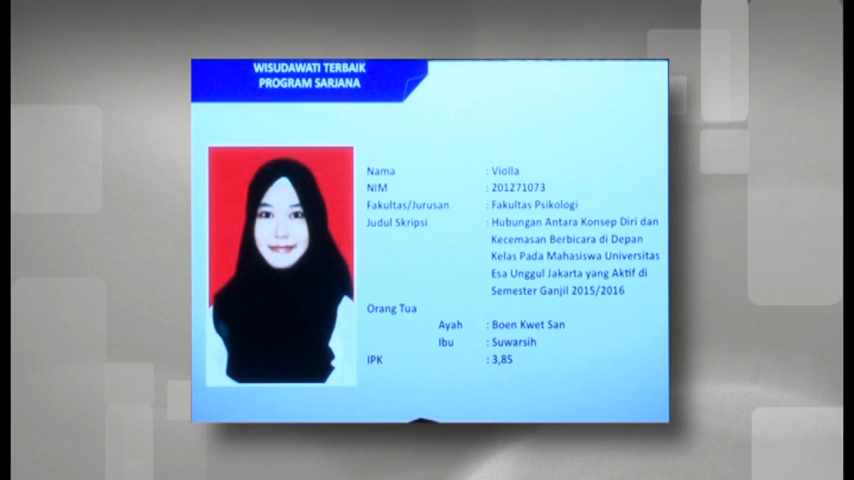 WISUDAWATI TERBAIK
PROGRAM SARJANA
Nama : Violla
NIM : 201271073
Fakultas/Jurusan : Fakultas Psikologi
Judul Skripsi : Hubungan Antara Konsep Diri dan
Kecemasan Berbicara di Depan
Kelas Pada Mahasiswa Universitas
Esa Unggul Jakarta yang Aktif di
Semester Ganjil 2015/2016
Orang Tua
Ayah : Boen Kwet San
Ibu : Suwarsih
IPK : 3,85